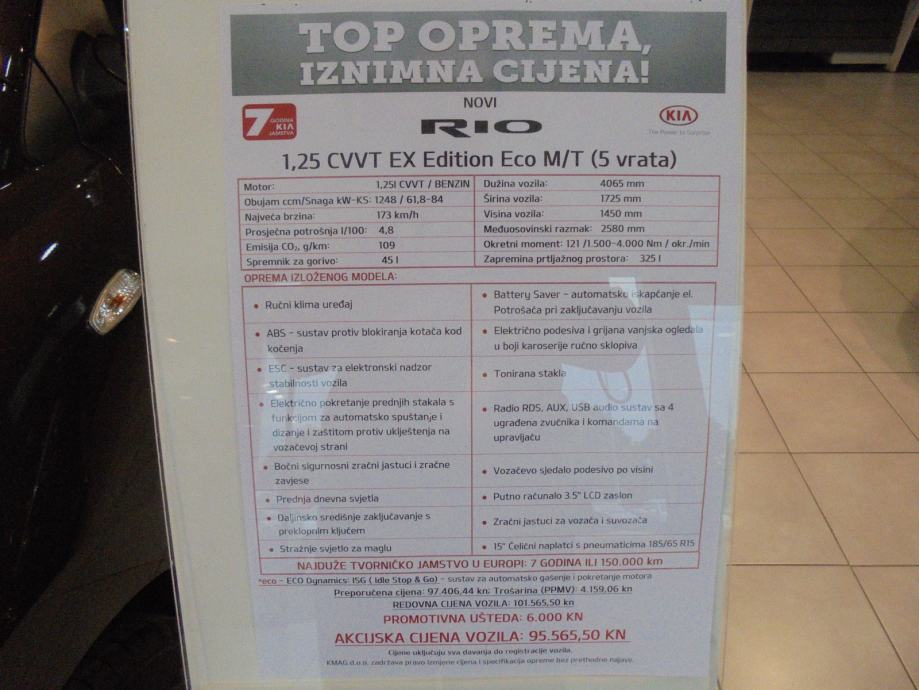 TOP OPREMA,
IZNIMNA CIJENA!
NOVI
7 GODINA KIA JAMSTVA
RIO
KIA
The Power to Surprise
1,25 CVVT EX Edition Eco M/T (5 vrata)
Motor: 1,25l CVVT / BENZIN
Obujam ccm/Snaga kW-KS: 1248 / 61,8-84
Najveća brzina: 173 km/h
Prosječna potrošnja l/100: 4,8
Emisija CO₂, g/km: 109
Spremnik za gorivo: 45 l
Dužina vozila: 4065 mm
Širina vozila: 1725 mm
Visina vozila: 1450 mm
Međuosovinski razmak: 2580 mm
Okretni moment: 121 /1.500-4.000 Nm / okr./min
Zapremina prtljažnog prostora: 325 l
OPREMA IZLOŽENOG MODELA:
• Ručni klima uređaj
• ABS - sustav protiv blokiranja kotača kod
kočenja
• ESC - sustav za elektronski nadzor
stabilnosti vozila
• Električno pokretanje prednjih stakala s
funkcijom za automatsko spuštanje i
dizanje i zaštitom protiv uklještenja na
vozačevoj strani
• Bočni sigurnosni zračni jastuci i zračne
zavjese
• Prednja dnevna svjetla
• Daljinsko središnje zaključavanje s
preklopnim ključem
• Stražnje svjetlo za maglu
• Battery Saver - automatsko iskapčanje el.
Potrošača pri zaključavanju vozila
• Električno podesiva i grijana vanjska ogledala
u boji karoserije ručno sklopiva
• Tonirana stakla
• Radio RDS, AUX, USB audio sustav sa 4
ugrađena zvučnika i komandama na
upravljaču
• Vozačevo sjedalo podesivo po visini
• Putno računalo 3.5" LCD zaslon
• Zračni jastuci za vozača i suvozača
• 15" Čelični naplatci s pneumaticima 185/65 R15
NAJDUŽE TVORNIČKO JAMSTVO U EUROPI: 7 GODINA ILI 150.000 km
*eco - ECO Dynamics: ISG ( Idle Stop & Go) - sustav za automatsko gašenje i pokretanje motora
Preporučena cijena: 97.406,44 kn; Trošarina (PPMV): 4.159,06 kn
REDOVNA CIJENA VOZILA: 101.565,50 kn
PROMOTIVNA UŠTEDA: 6.000 KN
AKCIJSKA CIJENA VOZILA: 95.565,50 KN
Cijene uključuju sva davanja do registracije vozila.
KMAG d.o.o. zadržava pravo izmjene cijena i specifikacija opreme bez prethodne najave.